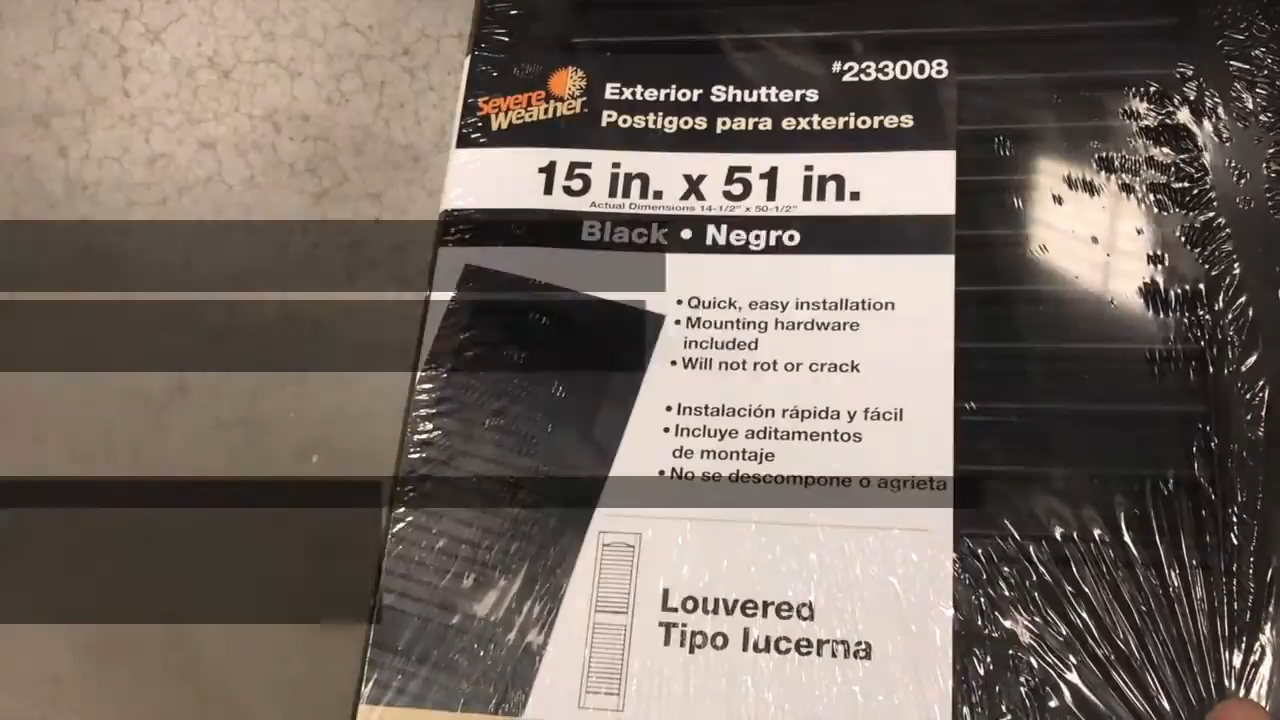 #233008
Severe
Weather
Exterior Shutters
Postigos para exteriores
15 in. x 51 in.
Actual Dimensions 14-1/2" x 50-1/2"
Black • Negro
• Quick, easy installation
• Mounting hardware
included
• Will not rot or crack
• Instalación rápida y fácil
• Incluye aditamentos
de montaje
• No se descompone o agrieta
Louvered
Tipo lucerna